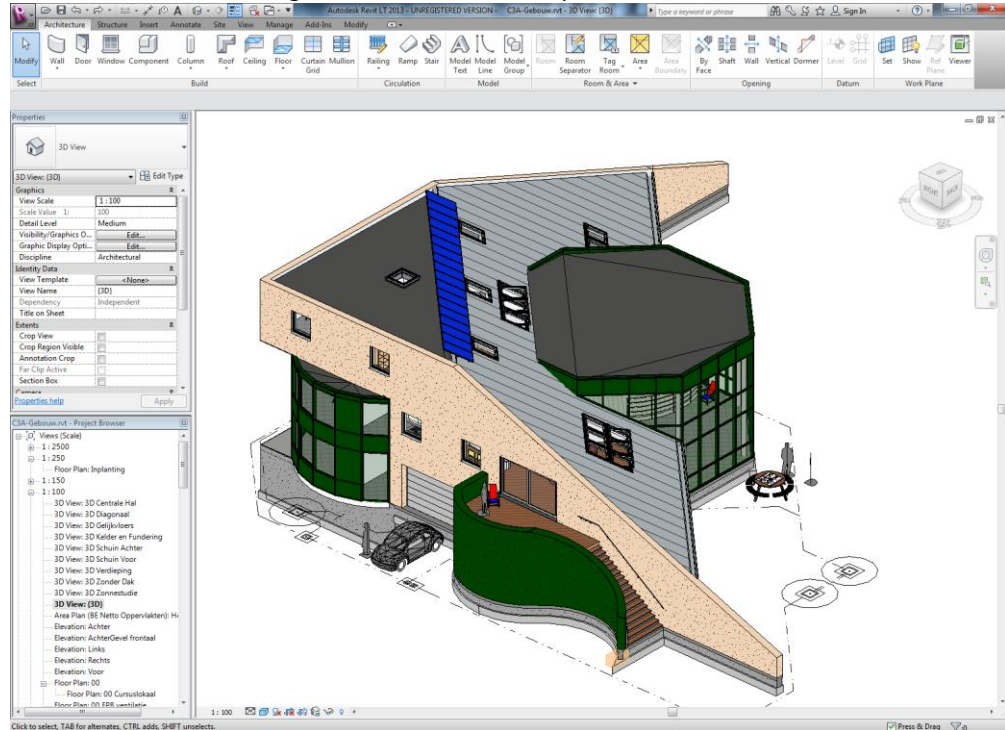 Autodesk Revit LT 2013 - UNREGISTERED VERSION - C3A-Gebouw.rvt - 3D View: {3D}
Type a keyword or phrase
Sign In
Architecture Structure Insert Annotate Site View Manage Add-Ins Modify
Modify Wall Door Window Component Column Roof Ceiling Floor Curtain Grid Mullion Railing Ramp Stair Model Text Model Line Model Group Room Room Separator Tag Room Area Area Boundary By Face Shaft Wall Vertical Dormer Level Grid Set Show Ref Plane Viewer
Select Build Circulation Model Room & Area Opening Datum Work Plane
Properties
3D View
3D View: {3D} Edit Type
Graphics
View Scale 1 : 100
Scale Value 1: 100
Detail Level Medium
Visibility/Graphics O... Edit...
Graphic Display Opti... Edit...
Discipline Architectural
Identity Data
View Template <None>
View Name {3D}
Dependency Independent
Title on Sheet
Extents
Crop View
Crop Region Visible
Annotation Crop
Far Clip Active
Section Box
Camera
Properties help Apply
C3A-Gebouw.rvt - Project Browser
Views (Scale)
1 : 2500
1 : 250
Floor Plan: Inplanting
1 : 150
1 : 100
3D View: 3D Centrale Hal
3D View: 3D Diagonaal
3D View: 3D Gelijkvloers
3D View: 3D Kelder en Fundering
3D View: 3D Schuin Achter
3D View: 3D Schuin Voor
3D View: 3D Verdieping
3D View: 3D Zonder Dak
3D View: 3D Zonnestudie
3D View: {3D}
Area Plan (BE Netto Oppervlakten): H
Elevation: Achter
Elevation: AchterGevel frontaal
Elevation: Links
Elevation: Rechts
Elevation: Voor
Floor Plan: 00
Floor Plan: 00 Cursuslokaal
Floor Plan: 00 EPB ventilatie
RIGHT BACK
1 : 100
Click to select, TAB for alternates, CTRL adds, SHIFT unselects.
Press & Drag